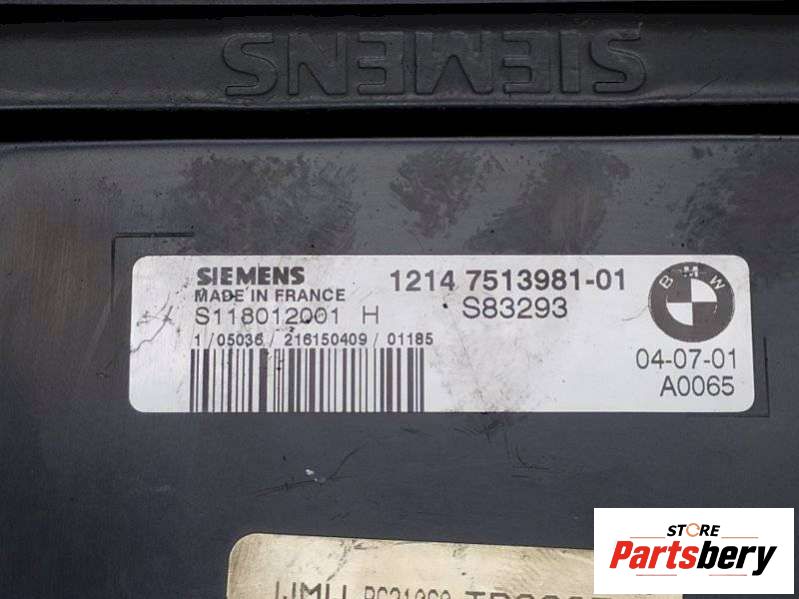 SIEMENS
SIEMENS 1214 7513981-01
MADE IN FRANCE
S118012001 H S83293
BMW
1 / 05036 / 216150409 / 01185
04-07-01
A0065
STORE
Partsbery